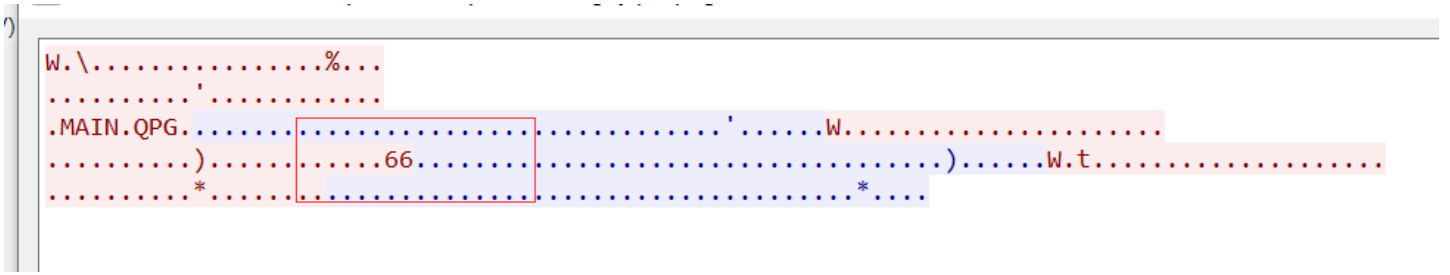 )
W.\................%...
..........'............
.MAIN.QPG.....................................'......W......................
..........)............66....................................)......W.t....................
..........*............................................*....